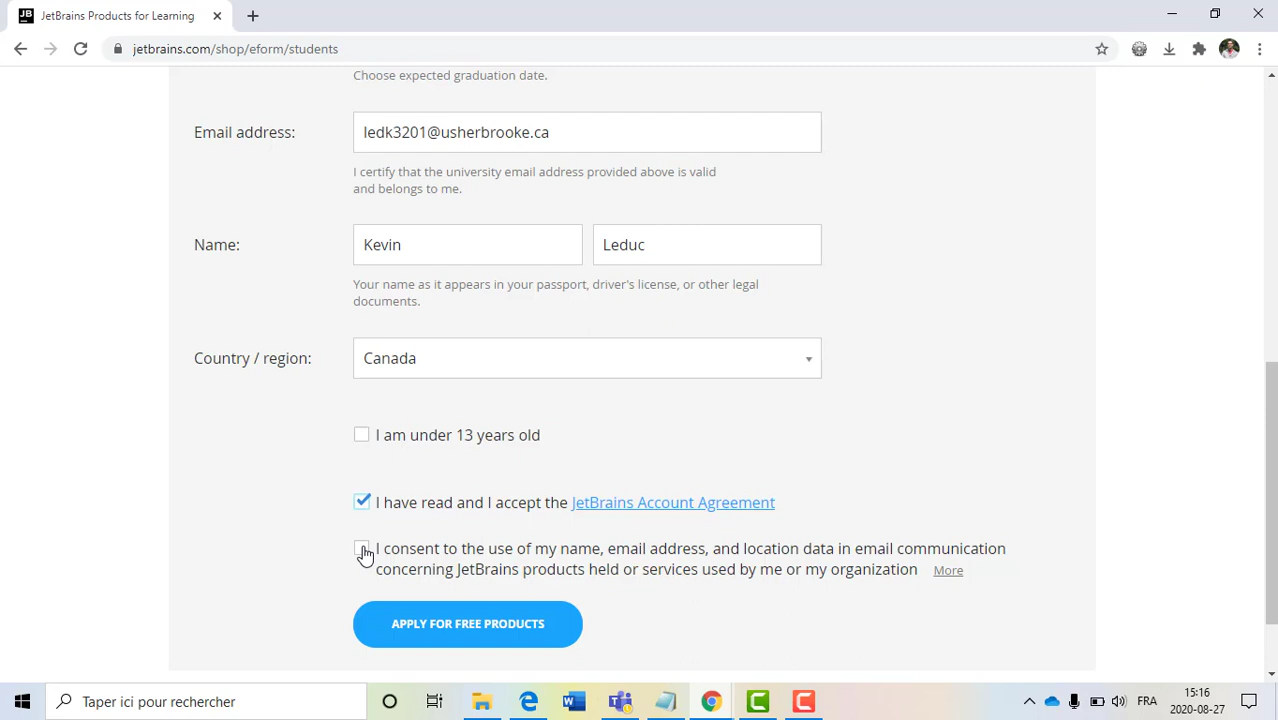 JB
JetBrains Products for Learning
jetbrains.com/shop/eform/students
Choose expected graduation date.
Email address:
ledk3201@usherbrooke.ca
I certify that the university email address provided above is valid
and belongs to me.
Name:
Kevin
Leduc
Your name as it appears in your passport, driver's license, or other legal
documents.
Country / region:
Canada
I am under 13 years old
I have read and I accept the JetBrains Account Agreement
I consent to the use of my name, email address, and location data in email communication
concerning JetBrains products held or services used by me or my organization More
APPLY FOR FREE PRODUCTS
Taper ici pour rechercher
FRA
15:16
2020-08-27